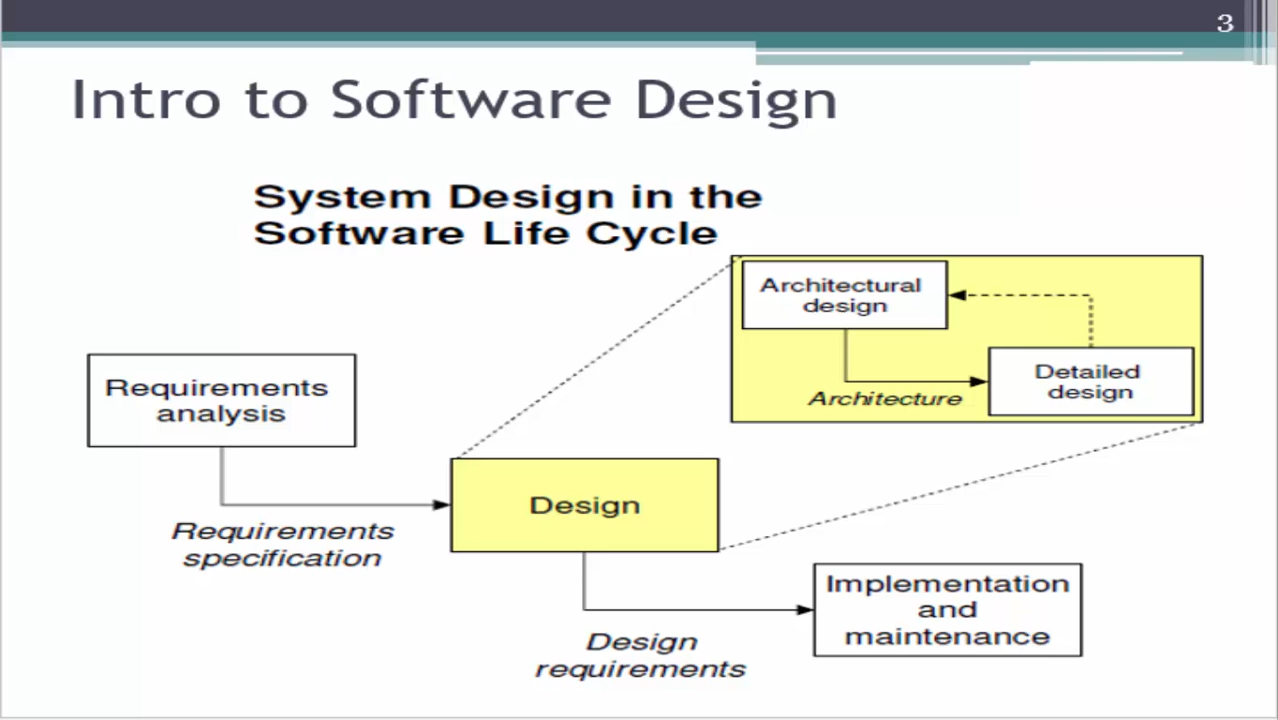 3
Intro to Software Design
System Design in the
Software Life Cycle
Architectural
design
Detailed
design
Architecture
Requirements
analysis
Design
Requirements
specification
Implementation
and
maintenance
Design
requirements